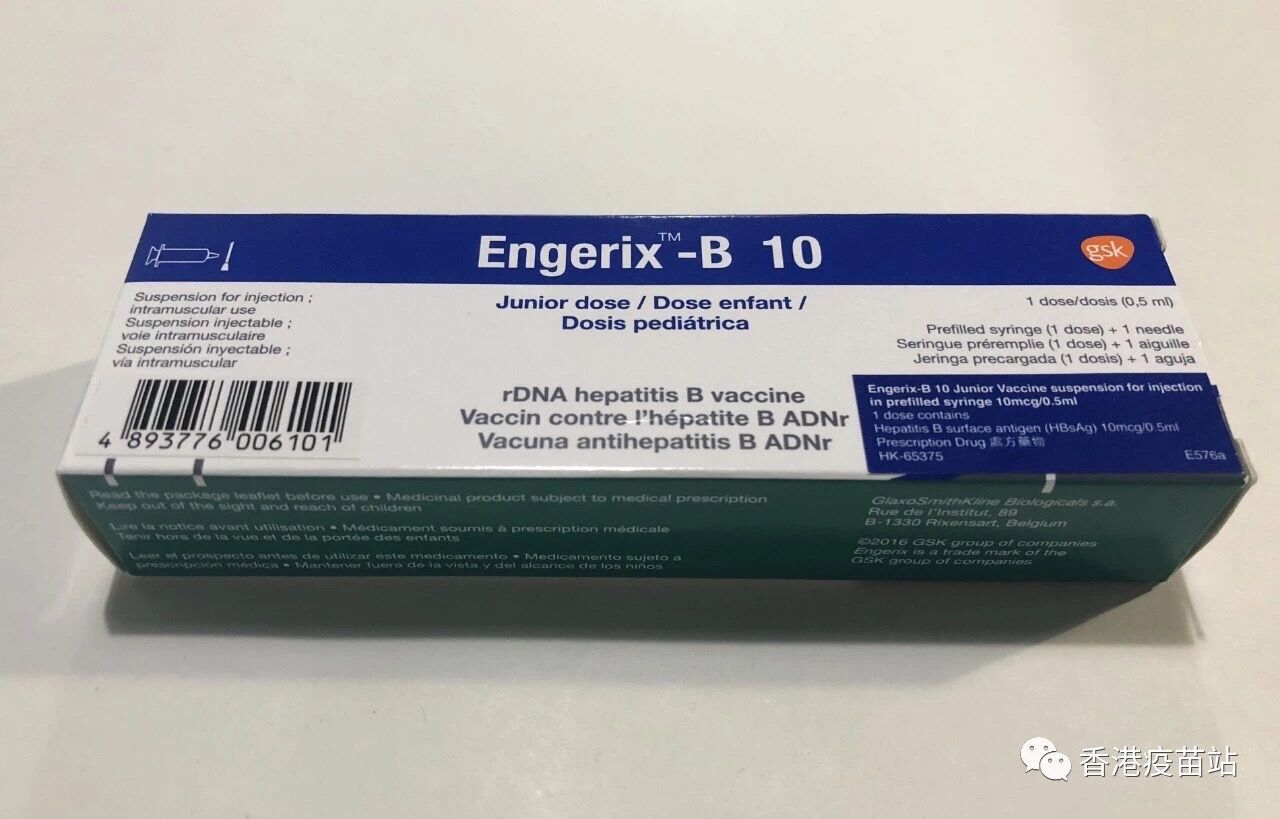 Engerix™-B 10
gsk
Suspension for injection ;
intramuscular use
Suspension injectable ;
voie intramusculaire
Suspensión inyectable ;
vía intramuscular
Junior dose / Dose enfant /
Dosis pediátrica
1 dose/dosis (0,5 ml)
Prefilled syringe (1 dose) + 1 needle
Seringue préremplie (1 dose) + 1 aiguille
Jeringa precargada (1 dosis) + 1 aguja
4 893776 006101
rDNA hepatitis B vaccine
Vaccin contre l'hépatite B ADNr
Vacuna antihepatitis B ADNr
Engerix-B 10 Junior Vaccine suspension for injection
in prefilled syringe 10mcg/0.5ml
1 dose contains
Hepatitis B surface antigen (HBsAg) 10mcg/0.5ml
Prescription Drug 處方藥物
HK-65375 E576a
Read the package leaflet before use • Medicinal product subject to medical prescription
Keep out of the sight and reach of children
Lire la notice avant utilisation • Médicament soumis à prescription médicale
Tenir hors de la vue et de la portée des enfants
Leer el prospecto antes de utilizar este medicamento • Medicamento sujeto a
prescripción médica • Mantener fuera de la vista y del alcance de los niños
GlaxoSmithKline Biologicals s.a.
Rue de l'Institut, 89
B-1330 Rixensart, Belgium
©2016 GSK group of companies
Engerix is a trade mark of the
GSK group of companies
香港疫苗站